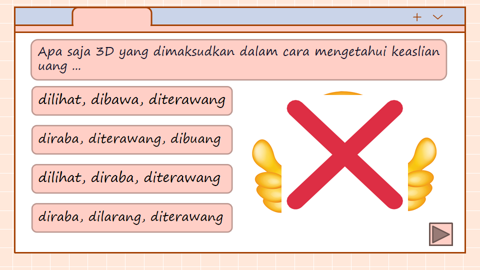 Apa saja 3D yang dimaksudkan dalam cara mengetahui keaslian
uang ...
dilihat, dibawa, diterawang
diraba, diterawang, dibuang
dilihat, diraba, diterawang
diraba, dilarang, diterawang